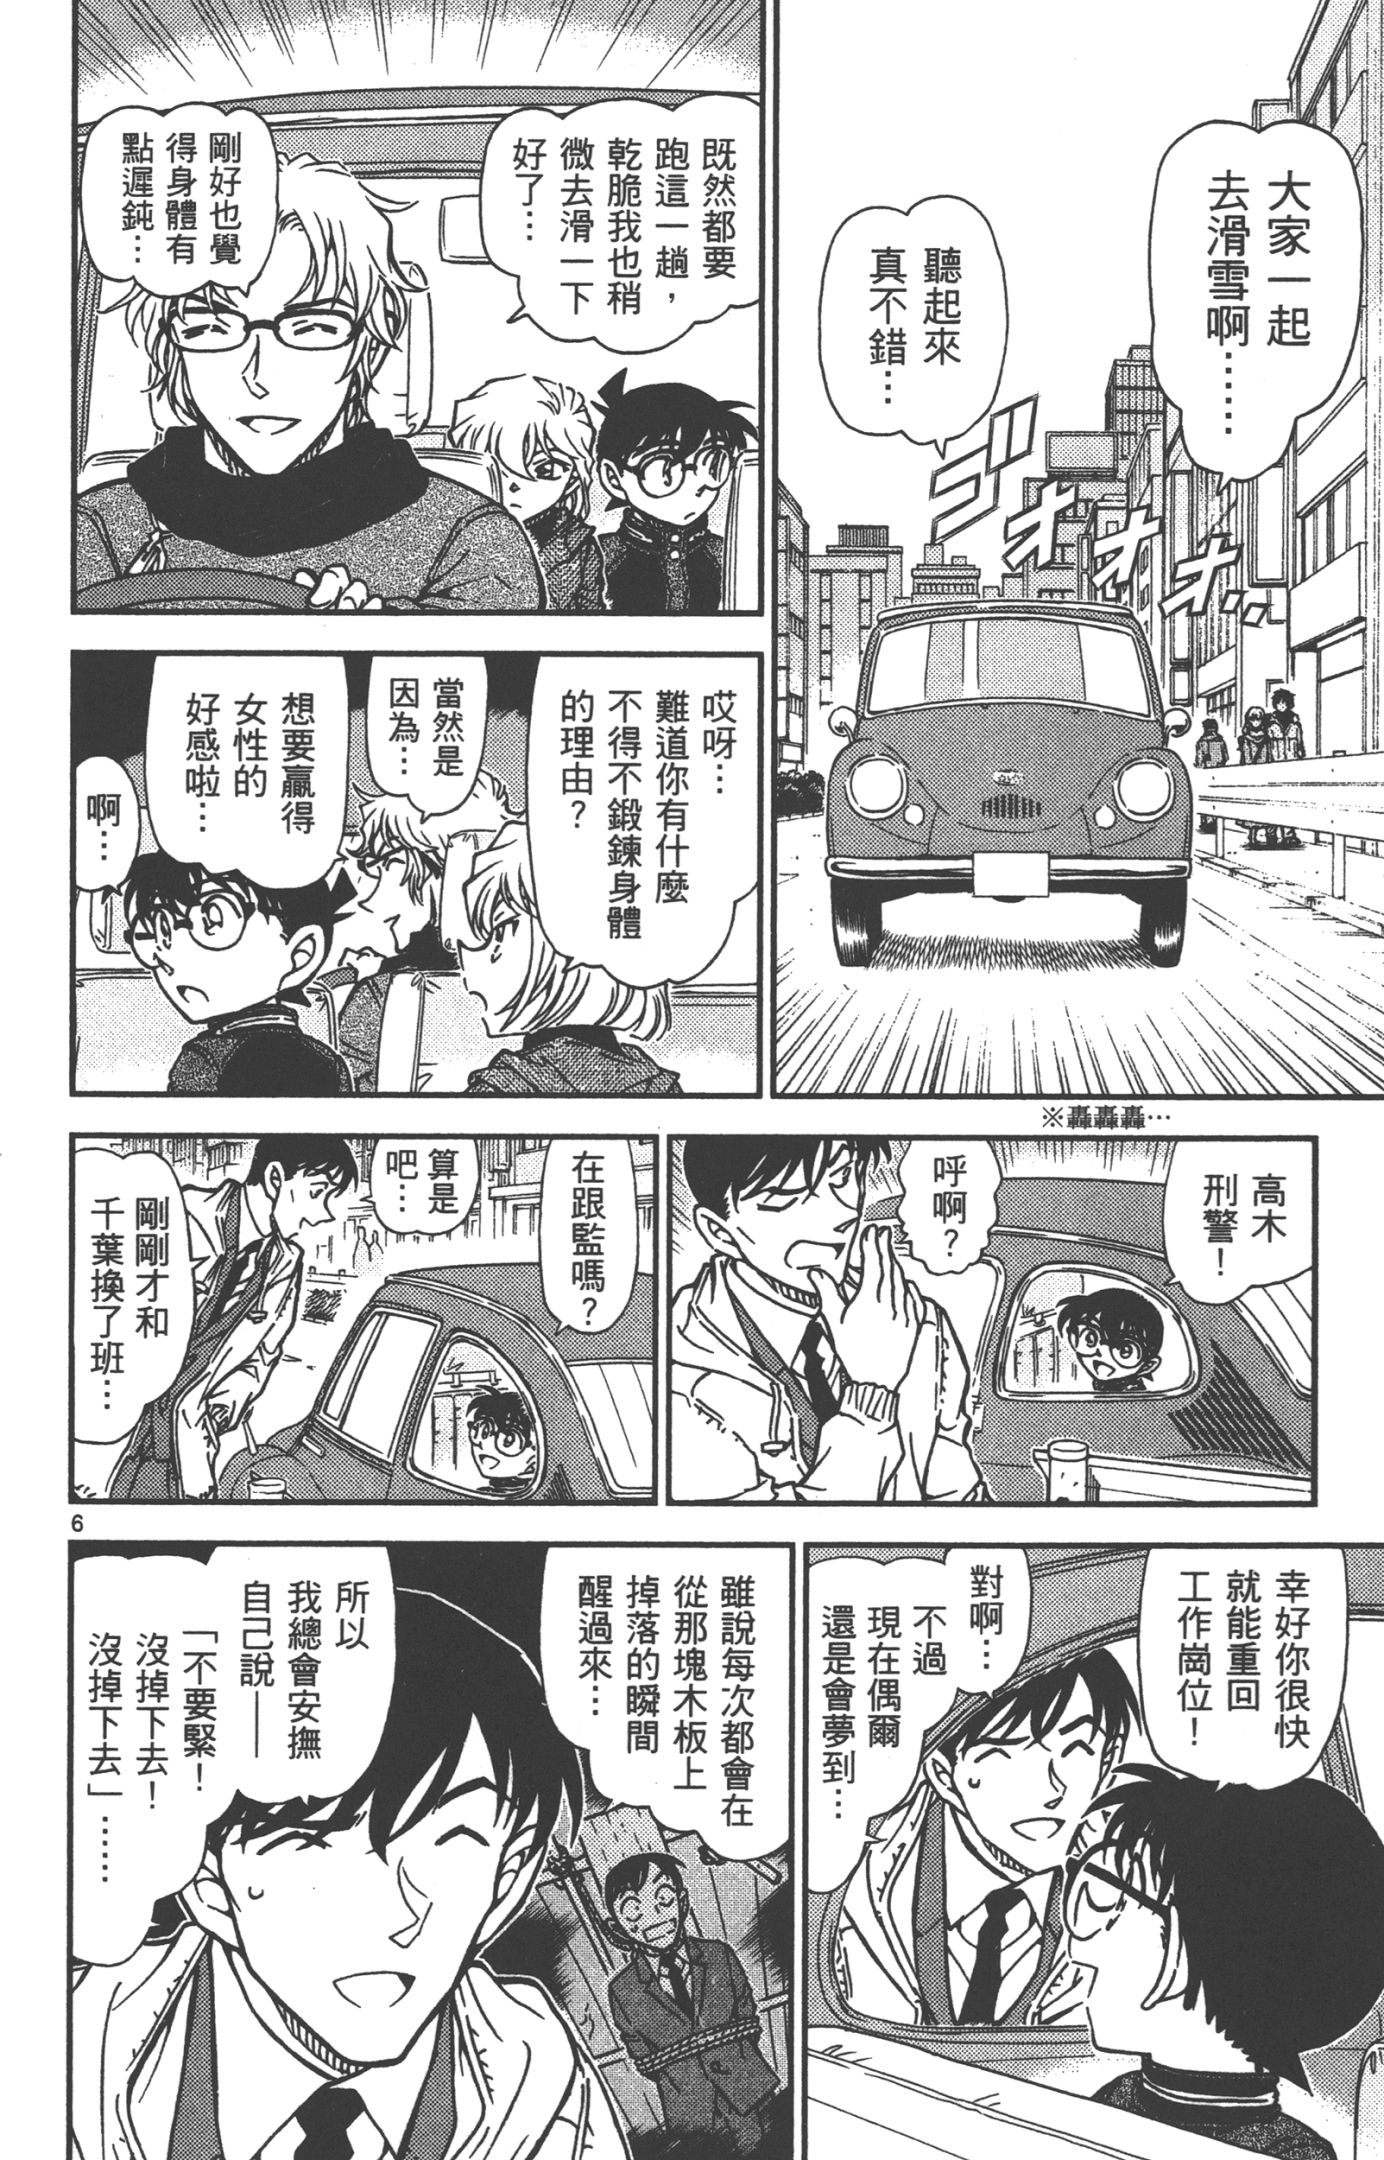 大家一起
去滑雪啊……
聽起來
真不錯…
ゴオオオ…
※轟轟轟…
既然都要
跑這一趟，
乾脆我也稍
微去滑一下
好了…
剛好也覺
得身體有
點遲鈍…
哎呀…
難道你有什麼
不得不鍛鍊身體
的理由？
當然是
因為…
想要贏得
女性的
好感啦…
啊…
高木
刑警！
呼啊？
在跟監嗎？
算是
吧…
剛剛才和
千葉換了班…
幸好你很快
就能重回
工作崗位！
對啊…
不過
現在偶爾
還是會夢到…
雖說每次都會在
從那塊木板上
掉落的瞬間
醒過來…
所以
我總會安撫
自己說——
「不要緊！
沒掉下去！
沒掉下去」……
6